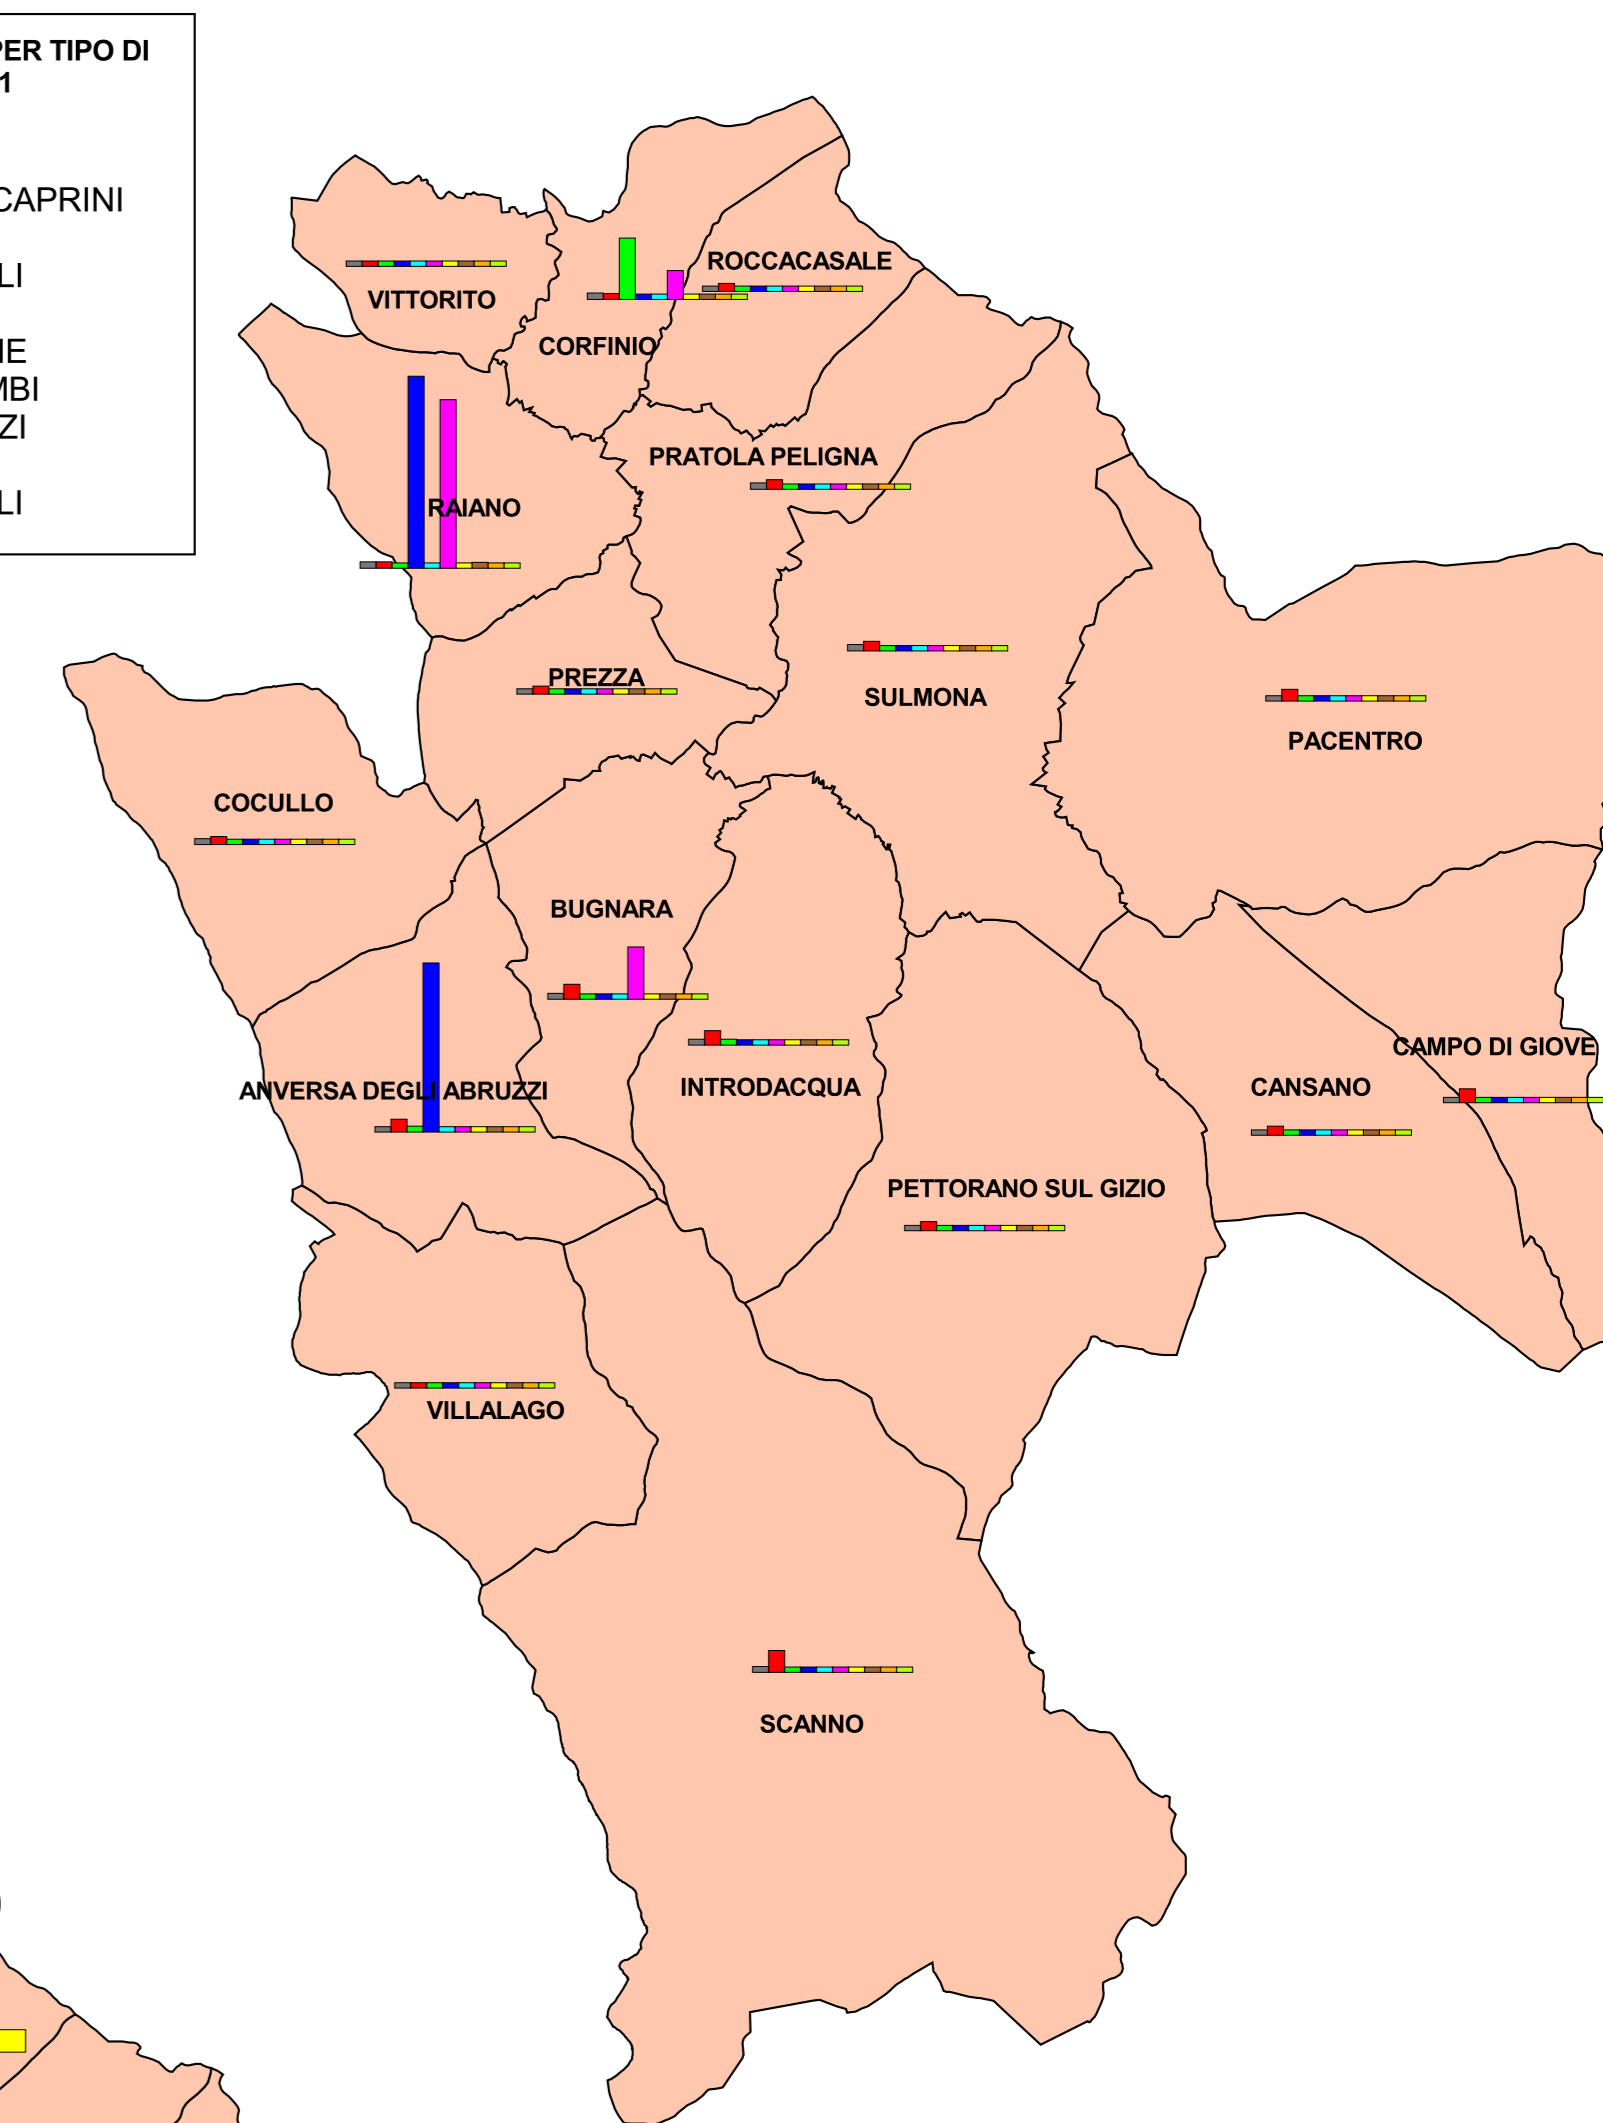 PER TIPO DI
1
CAPRINI
LI
NE
MBI
ZI
LI
ROCCACASALE
VITTORITO
CORFINIO
PRATOLA PELIGNA
RAIANO
PREZZA
SULMONA
PACENTRO
COCULLO
BUGNARA
CAMPO DI GIOVE
ANVERSA DEGLI ABRUZZI
INTRODACQUA
CANSANO
PETTORANO SUL GIZIO
VILLALAGO
SCANNO